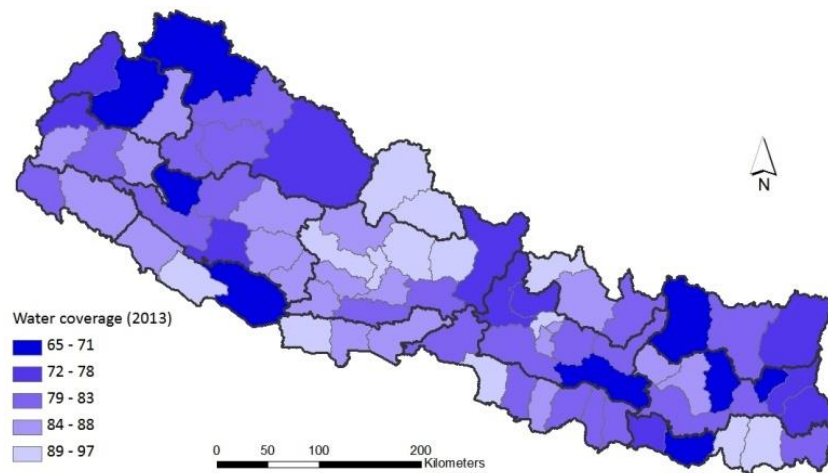 N
Water coverage (2013)
65 - 71
72 - 78
79 - 83
84 - 88
89 - 97
0 50 100 200
Kilometers